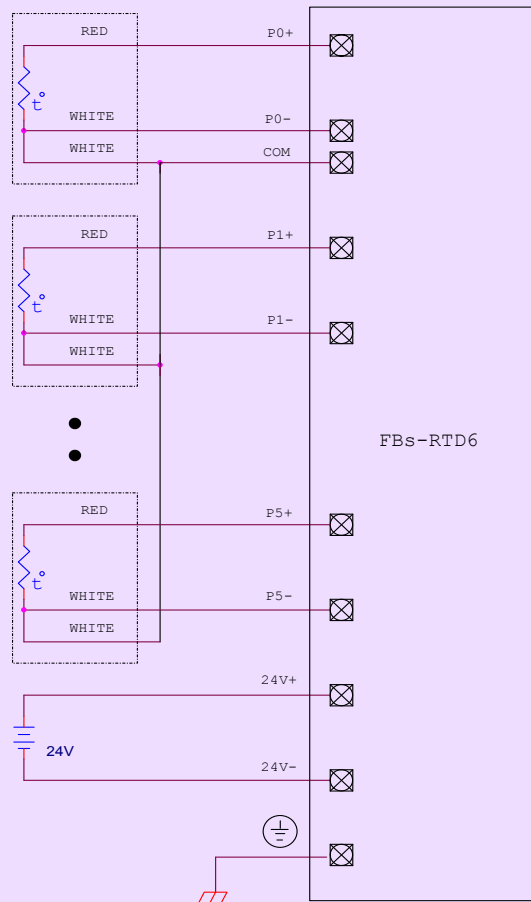 RED P0+
t°
WHITE P0-
WHITE COM
RED P1+
t°
WHITE P1-
WHITE
FBs-RTD6
RED P5+
t°
WHITE P5-
WHITE
24V+
24V
24V-